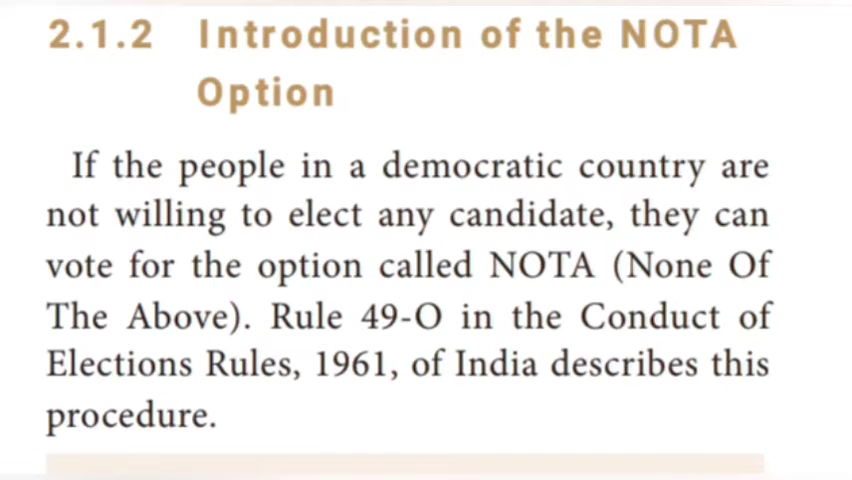 2.1.2 Introduction of the NOTA
Option
If the people in a democratic country are
not willing to elect any candidate, they can
vote for the option called NOTA (None Of
The Above). Rule 49-O in the Conduct of
Elections Rules, 1961, of India describes this
procedure.